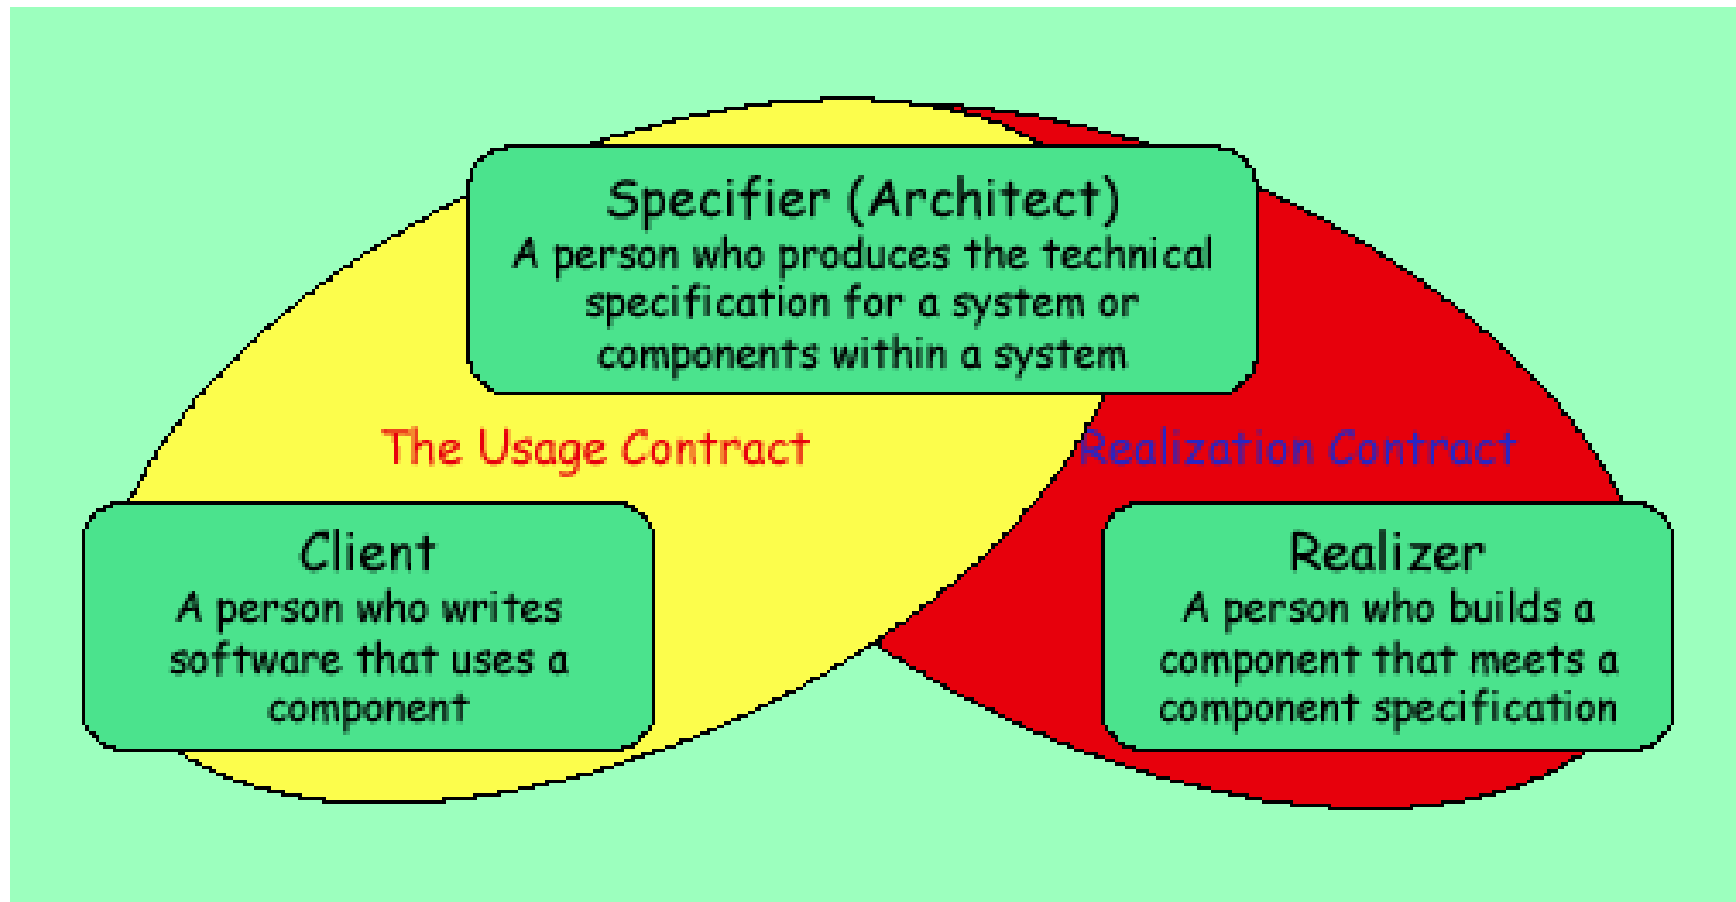 Specifier (Architect)
A person who produces the technical
specification for a system or
components within a system
The Usage Contract
Realization Contract
Client
A person who writes
software that uses a
component
Realizer
A person who builds a
component that meets a
component specification